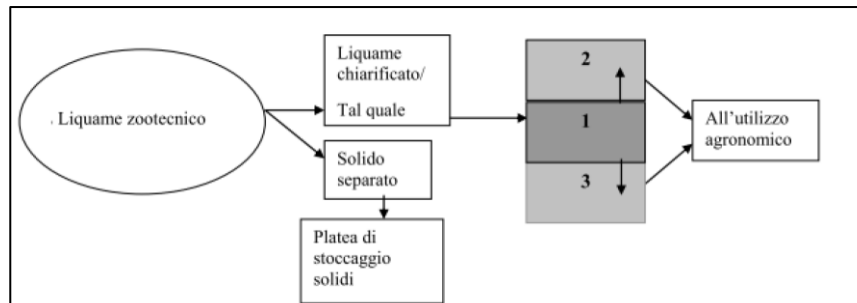 Liquame zootecnico
Liquame
chiarificato/
Tal quale
Solido
separato
Platea di
stoccaggio
solidi
2
1
3
All'utilizzo
agronomico